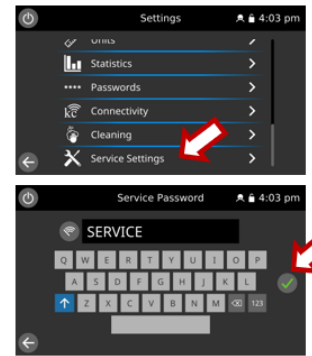 Settings
4:03 pm
Units
Statistics
Passwords
Connectivity
Cleaning
Service Settings
Service Password
4:03 pm
SERVICE
Q W E R T Y U I O P
A S D F G H J K L
Z X C V B N M 123